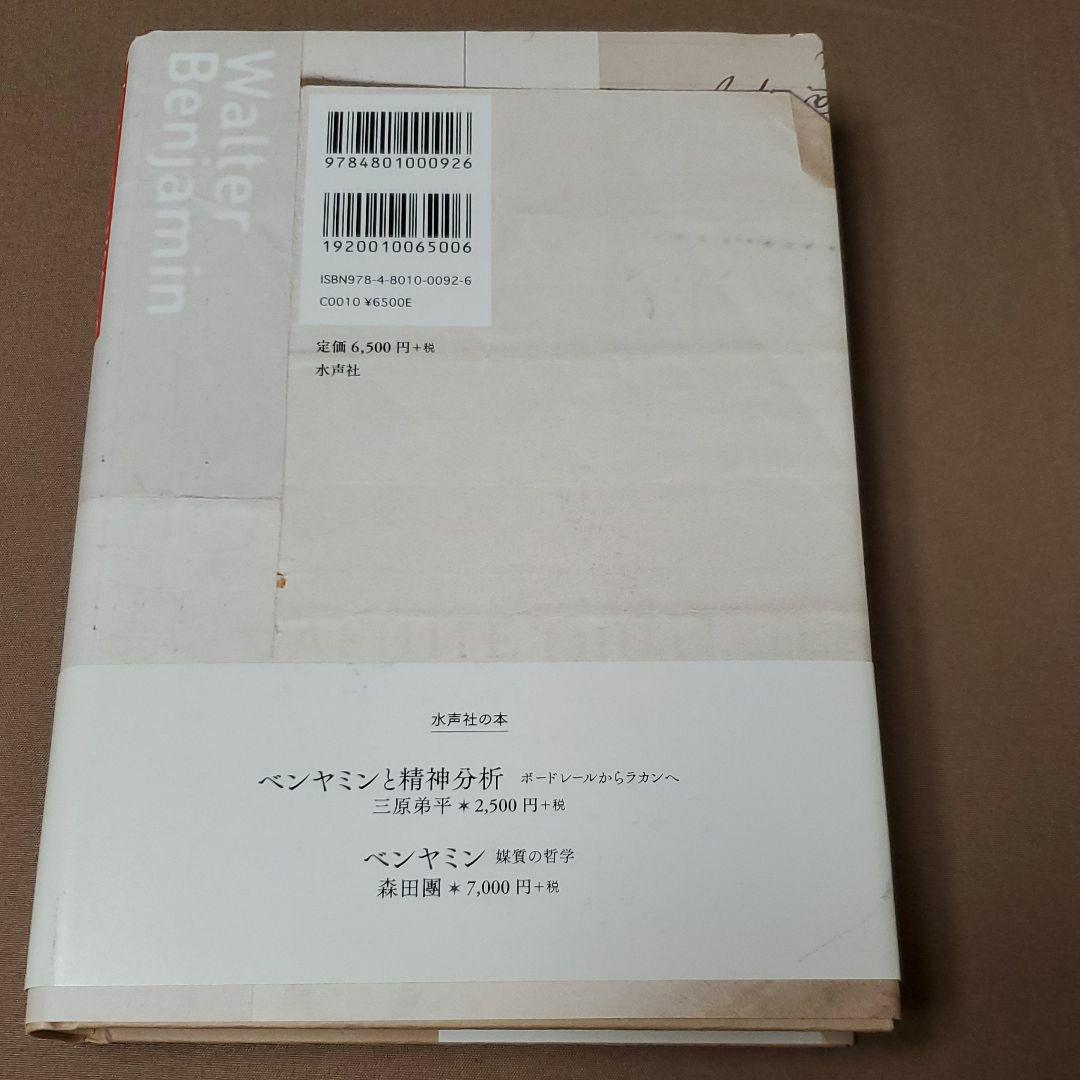 Walter
Benjamin
9784801000926
1920010065006
ISBN978-4-8010-0092-6
C0010 ¥6500E
定価 6,500 円+税
水声社
水声社の本
ベンヤミンと精神分析 ボードレールからラカンへ
三原弟平＊2,500 円+税
ベンヤミン 媒質の哲学
森田團＊7,000 円+税